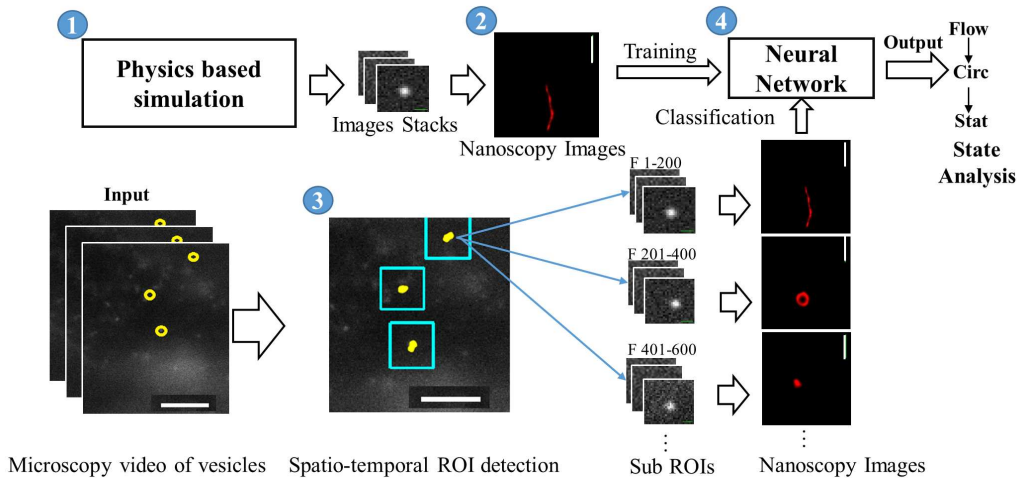 1
2
4
Physics based
simulation
Images Stacks
Nanoscopy Images
Training
Neural
Network
Output
Flow
Circ
Stat
State
Analysis
Classification
Input
3
F 1-200
F 201-400
F 401-600
Microscopy video of vesicles
Spatio-temporal ROI detection
Sub ROIs
Nanoscopy Images